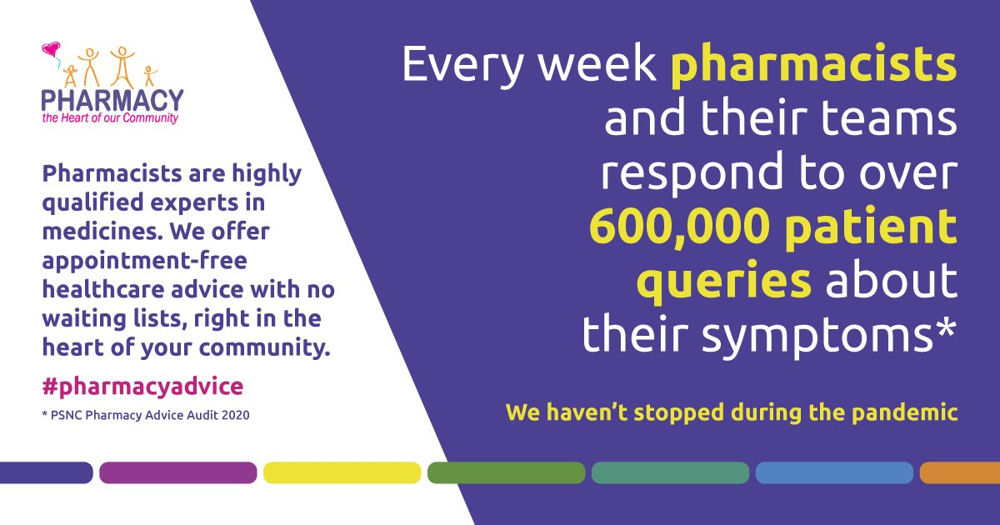 PHARMACY
the Heart of our Community
Pharmacists are highly
qualified experts in
medicines. We offer
appointment-free
healthcare advice with no
waiting lists, right in the
heart of your community.
#pharmacyadvice
* PSNC Pharmacy Advice Audit 2020
Every week pharmacists
and their teams
respond to over
600,000 patient
queries about
their symptoms*
We haven’t stopped during the pandemic